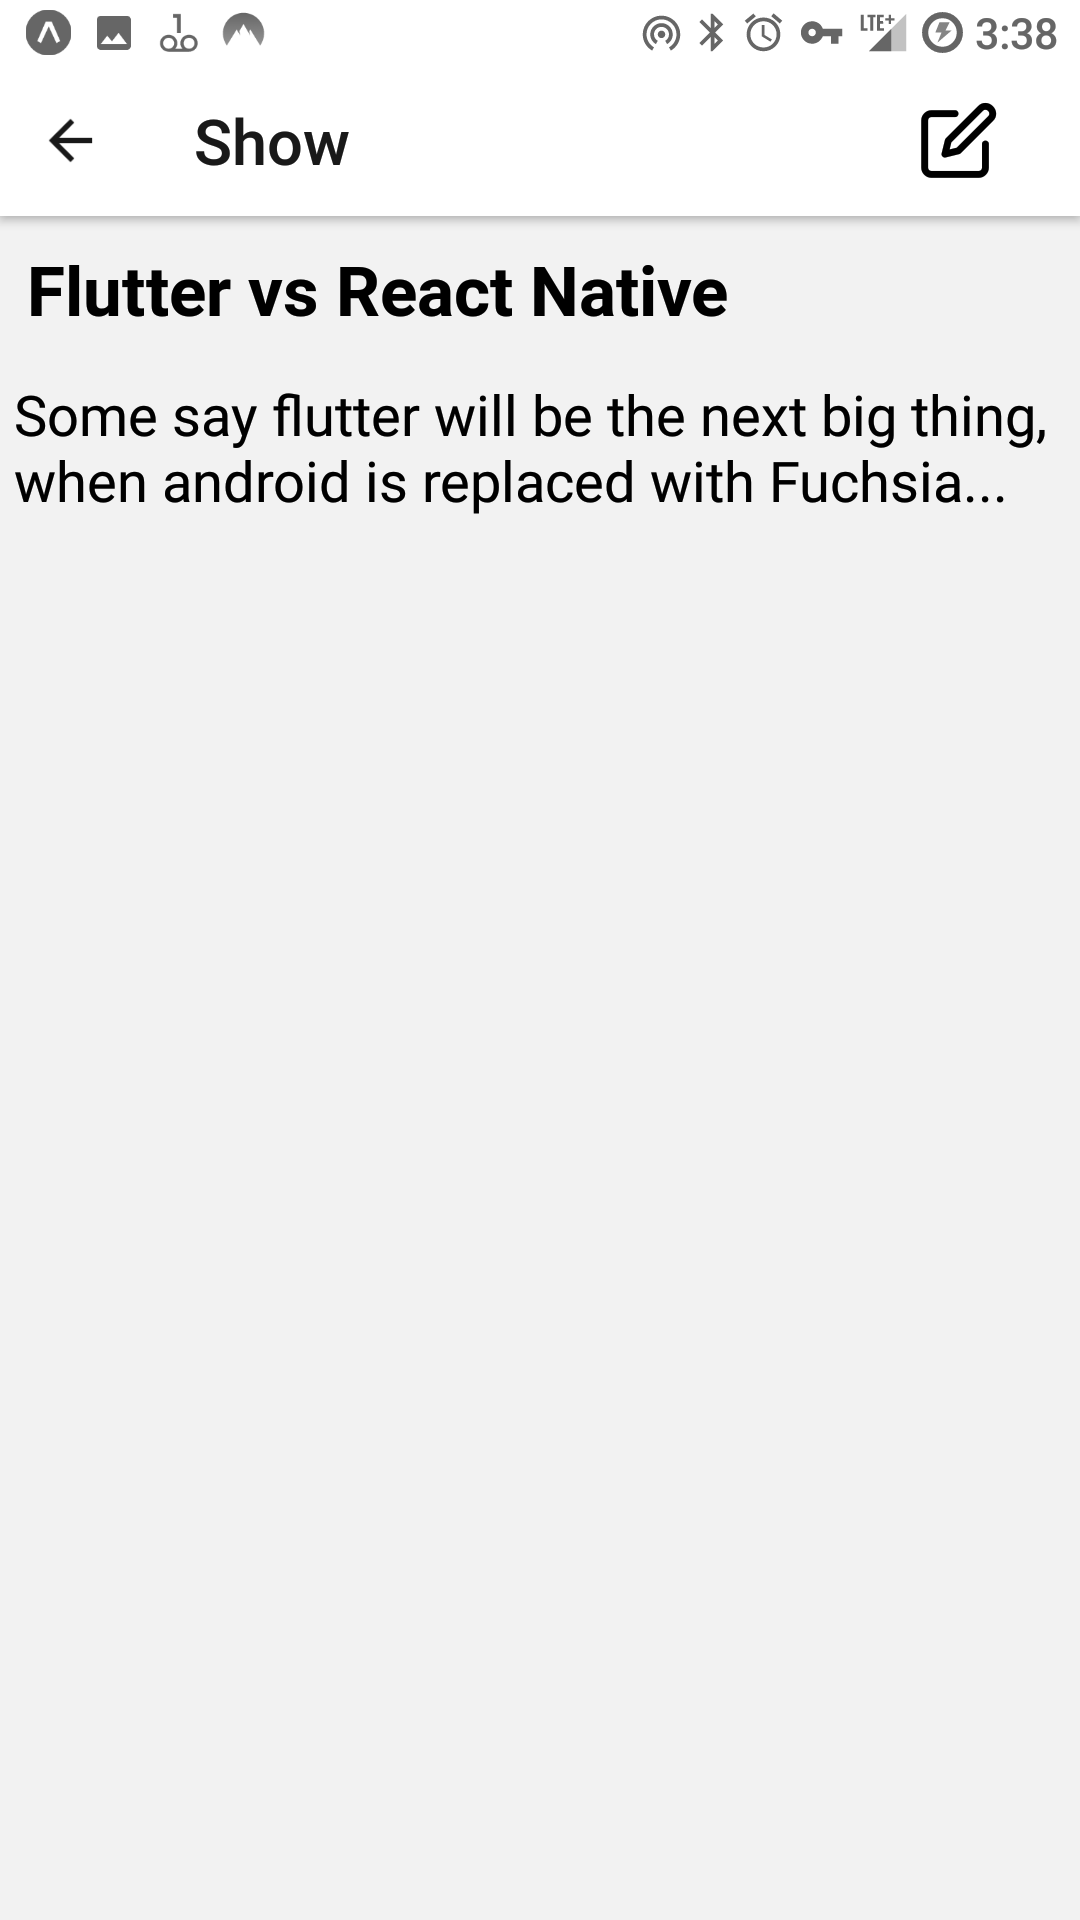 LTE+ 3:38
Show
Flutter vs React Native
Some say flutter will be the next big thing,
when android is replaced with Fuchsia...